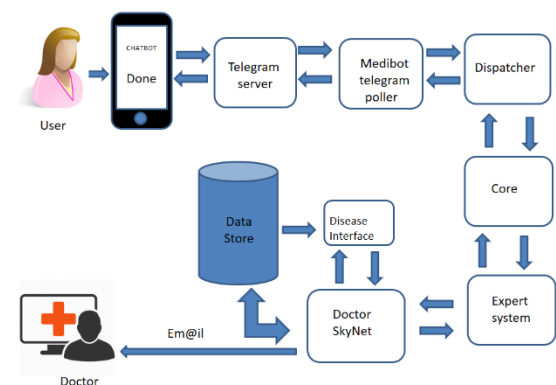 CHATBOT
Done
User
Telegram
server
Medibot
telegram
poller
Dispatcher
Core
Data
Store
Disease
Interface
Doctor
SkyNet
Expert
system
Em@il
Doctor